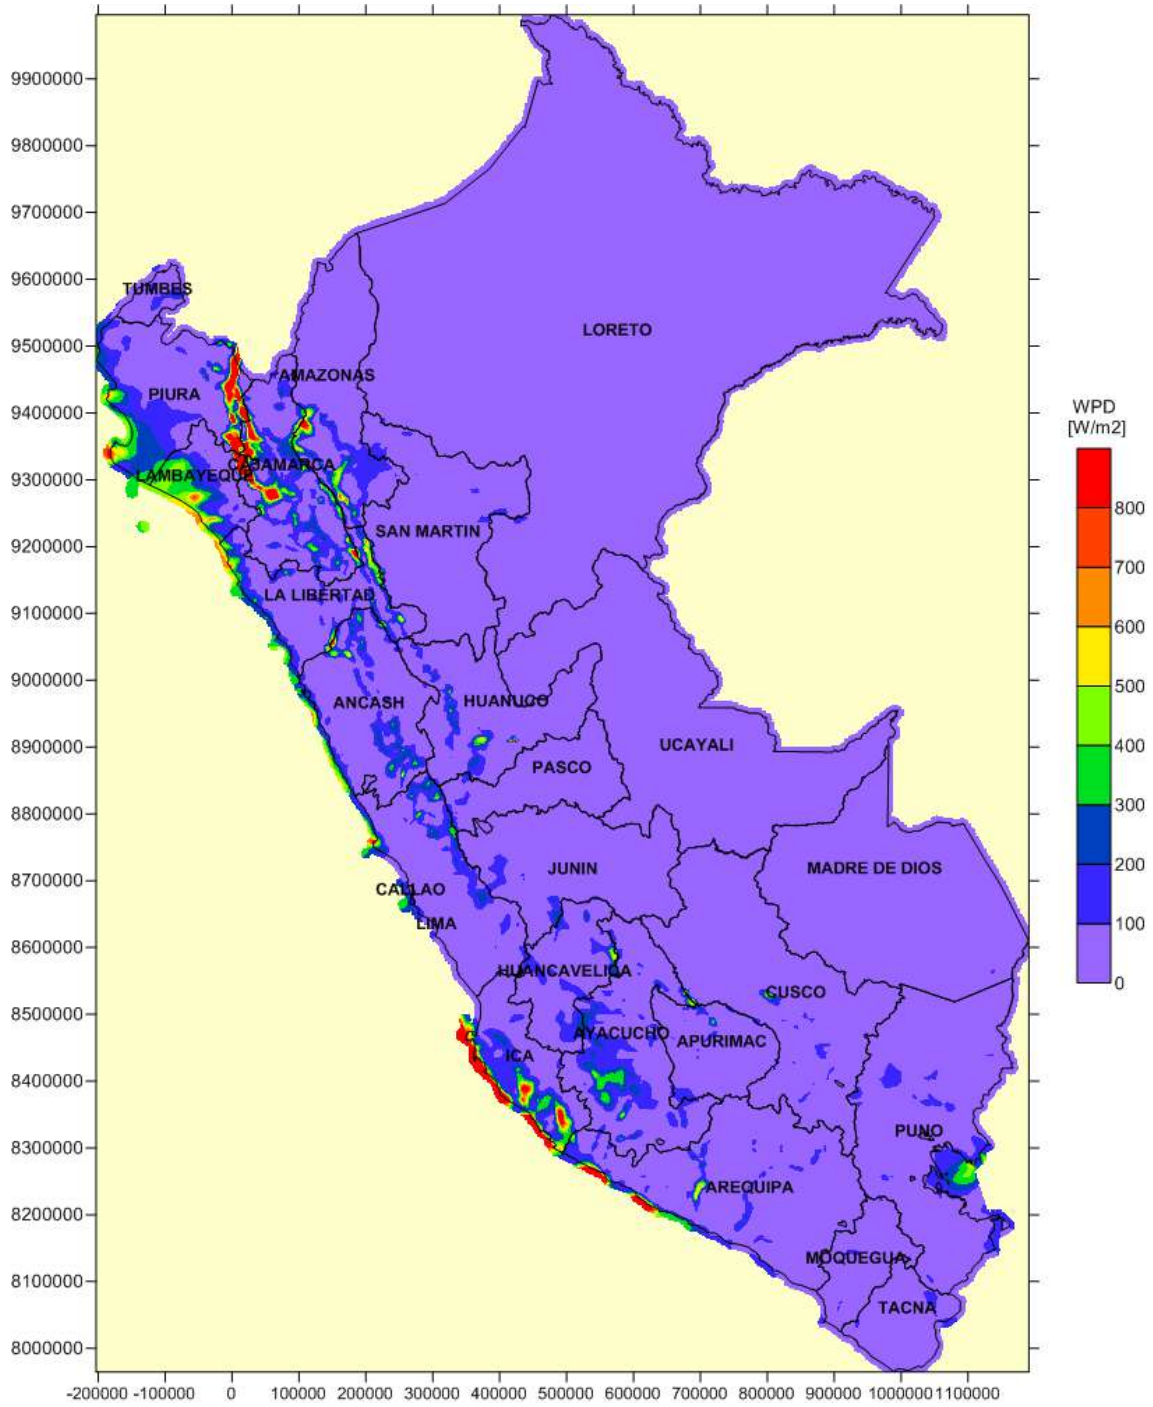 WPD
[W/m2]
800
700
600
500
400
300
200
100
0
9900000
9800000
9700000
9600000
9500000
9400000
9300000
9200000
9100000
9000000
8900000
8800000
8700000
8600000
8500000
8400000
8300000
8200000
8100000
8000000
TUMBES
LORETO
AMAZONAS
PIURA
CAJAMARCA
LAMBAYEQUE
SAN MARTIN
LA LIBERTAD
ANCASH
HUANUCO
UCAYALI
PASCO
JUNIN
MADRE DE DIOS
CALLAO
LIMA
HUANCAVELICA
CUSCO
AYACUCHO
APURIMAC
ICA
PUNO
AREQUIPA
MOQUEGUA
TACNA
-200000 -100000 0 100000 200000 300000 400000 500000 600000 700000 800000 900000 1000000 1100000